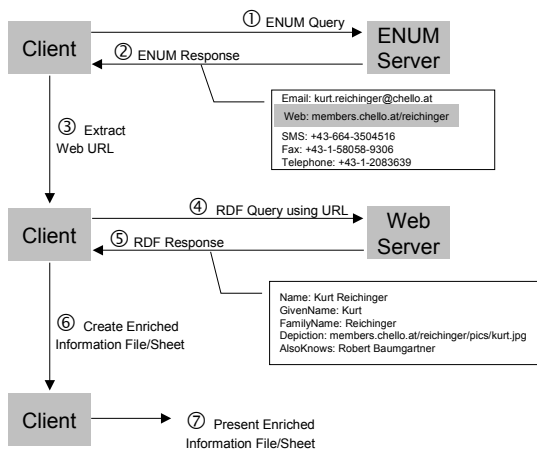 ① ENUM Query
Client
ENUM
Server
② ENUM Response
Email: kurt.reichinger@chello.at
Web: members.chello.at/reichinger
SMS: +43-664-3504516
Fax: +43-1-58058-9306
Telephone: +43-1-2083639
③ Extract
Web URL
④ RDF Query using URL
Client
Web
Server
⑤ RDF Response
Name: Kurt Reichinger
GivenName: Kurt
FamilyName: Reichinger
Depiction: members.chello.at/reichinger/pics/kurt.jpg
AlsoKnows: Robert Baumgartner
⑥ Create Enriched
Information File/Sheet
Client
⑦ Present Enriched
Information File/Sheet